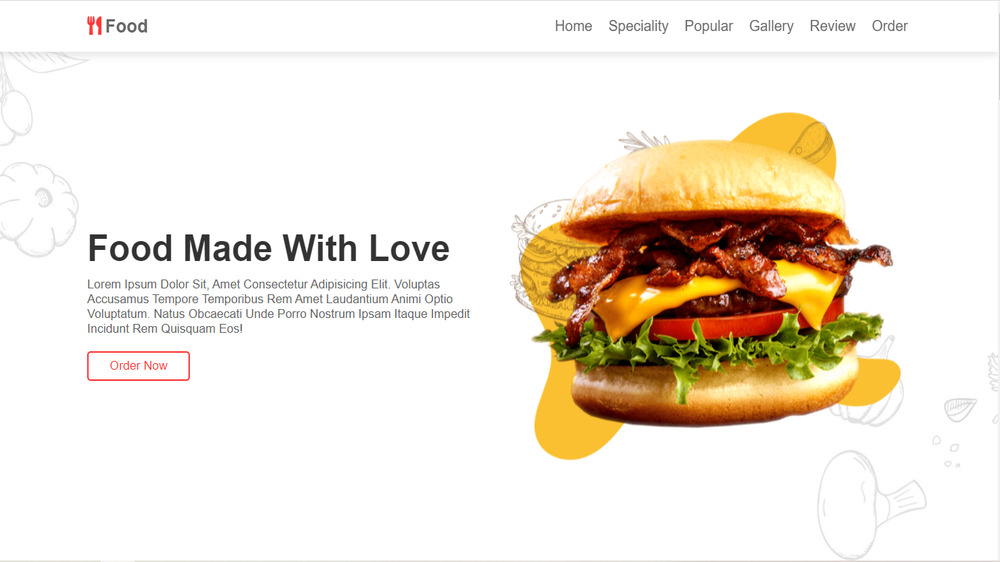 Food
Home Speciality Popular Gallery Review Order
Food Made With Love
Lorem Ipsum Dolor Sit, Amet Consectetur Adipisicing Elit. Voluptas
Accusamus Tempore Temporibus Rem Amet Laudantium Animi Optio
Voluptatum. Natus Obcaecati Unde Porro Nostrum Ipsam Itaque Impedit
Incidunt Rem Quisquam Eos!
Order Now